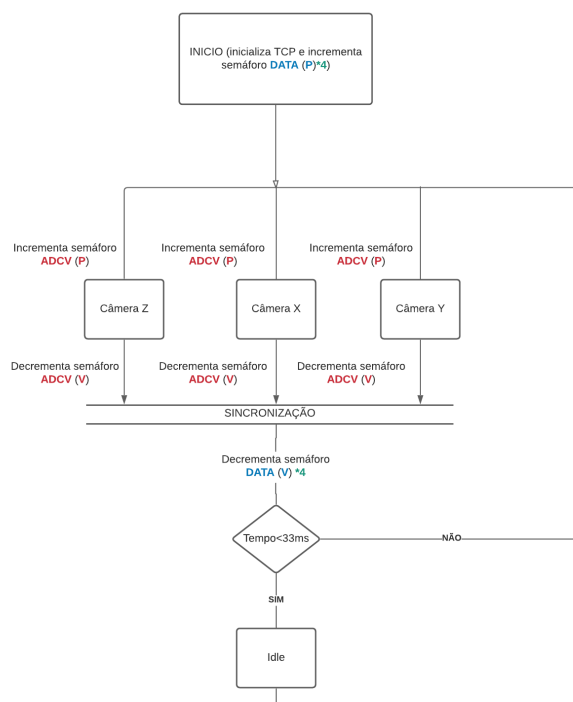 INICIO (inicializa TCP e incrementa
semáforo DATA (P)*4)
Incrementa semáforo
ADCV (P)
Incrementa semáforo
ADCV (P)
Incrementa semáforo
ADCV (P)
Câmera Z
Câmera X
Câmera Y
Decrementa semáforo
ADCV (V)
Decrementa semáforo
ADCV (V)
Decrementa semáforo
ADCV (V)
SINCRONIZAÇÃO
Decrementa semáforo
DATA (V) *4
Tempo<33ms
NÃO
SIM
Idle